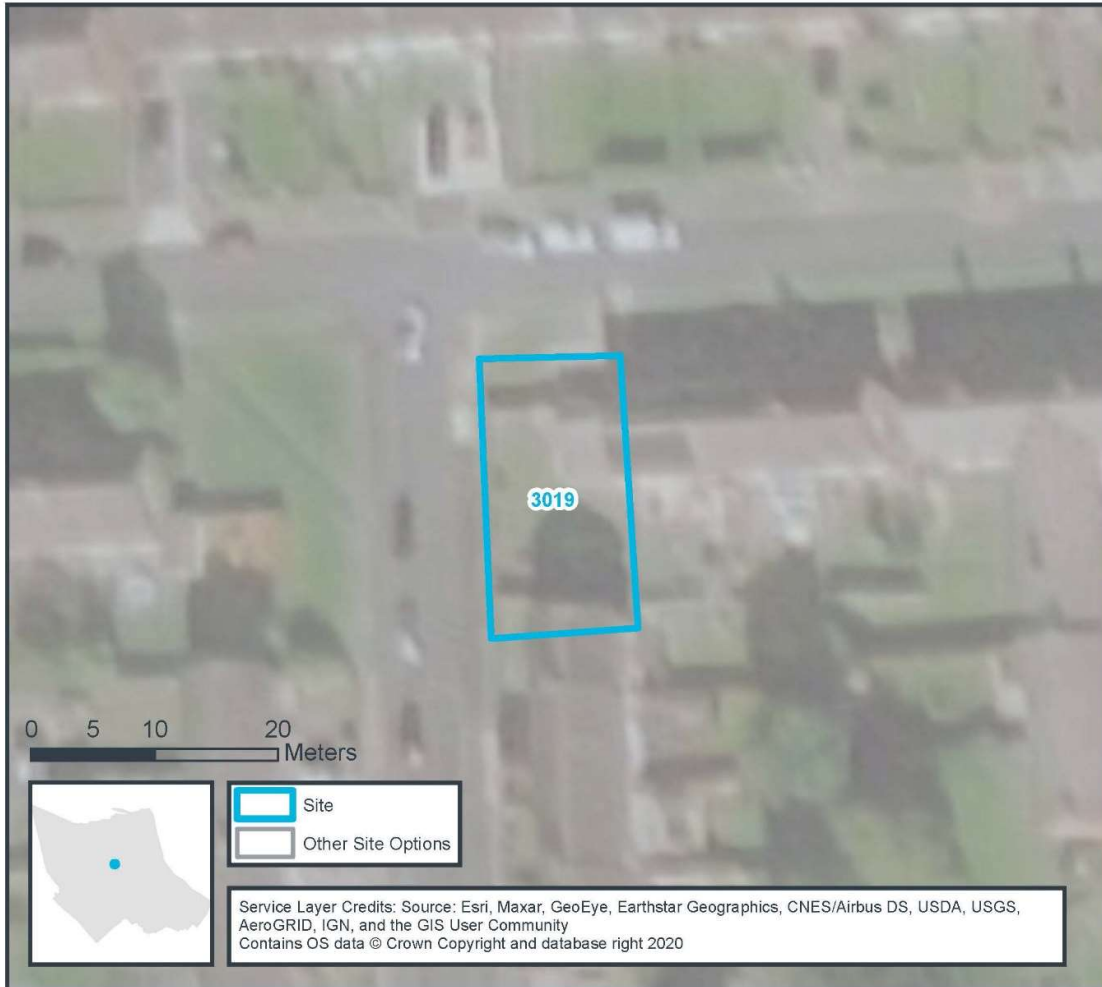 3019
0 5 10 20
Meters
Site
Other Site Options
Service Layer Credits: Source: Esri, Maxar, GeoEye, Earthstar Geographics, CNES/Airbus DS, USDA, USGS,
AeroGRID, IGN, and the GIS User Community
Contains OS data © Crown Copyright and database right 2020